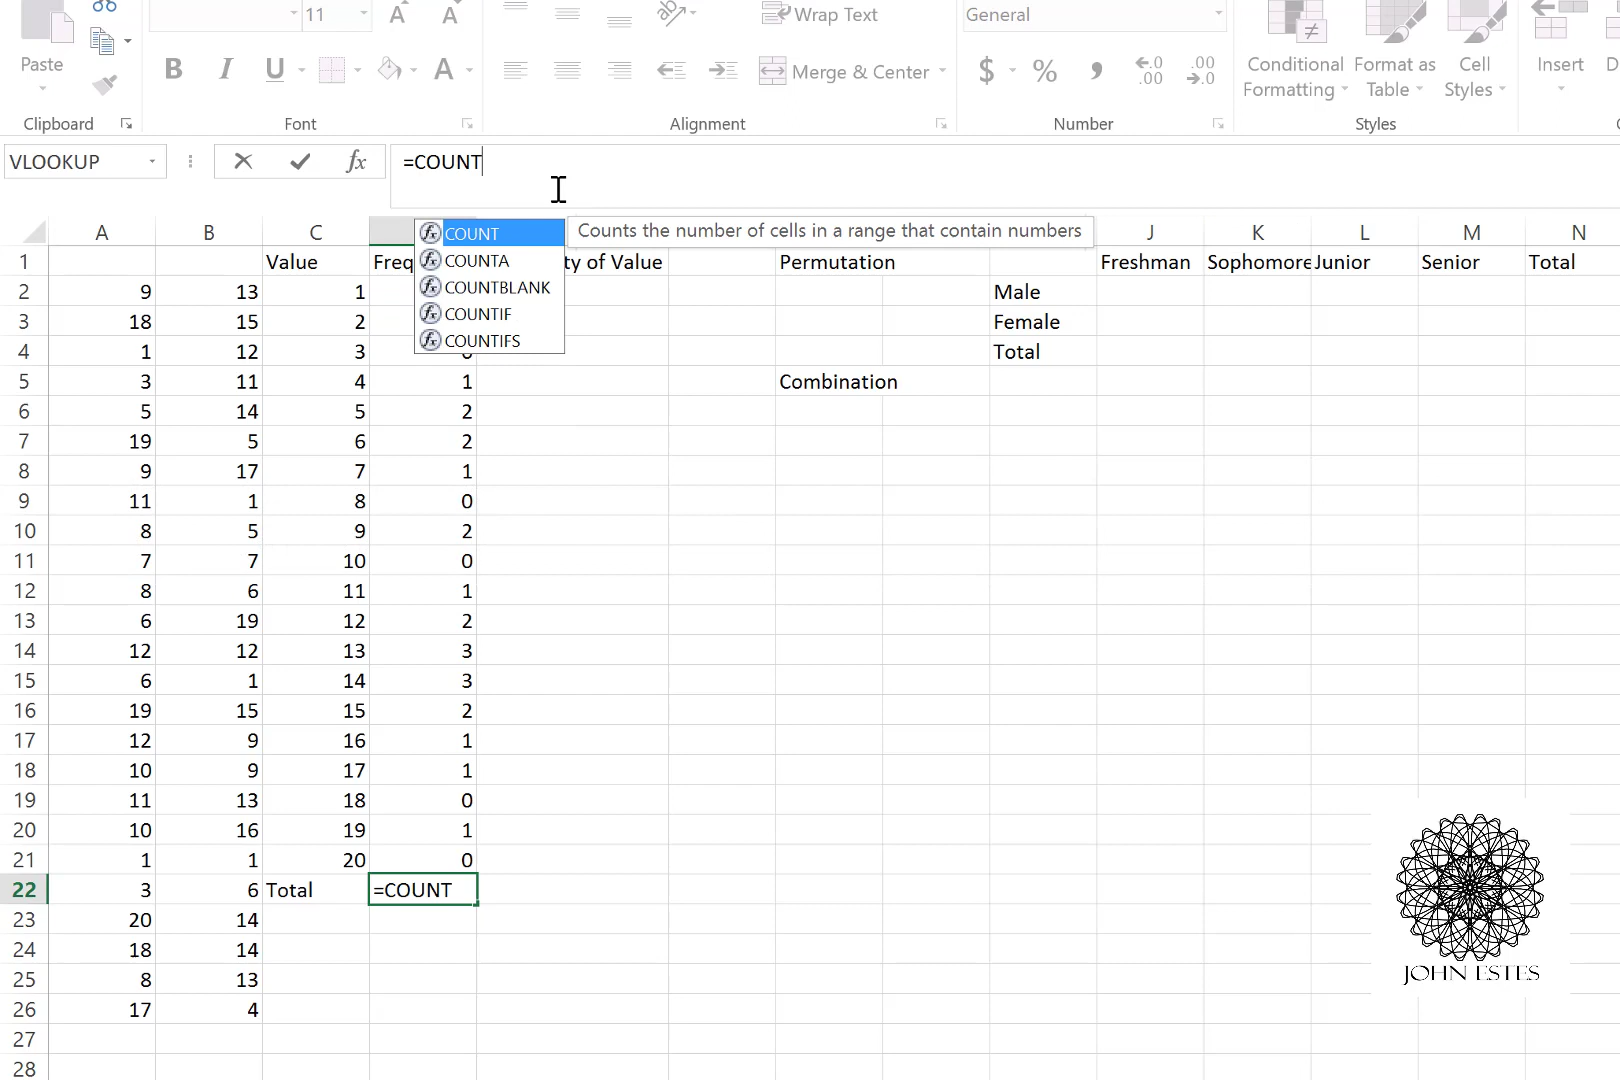 11 A A ab Wrap Text General
Paste B I U A Merge & Center $ % , ←.0 .00 .00 →.0 Conditional Formatting Format as Table Cell Styles Insert
Clipboard Font Alignment Number Styles
VLOOKUP fx =COUNT
COUNT Counts the number of cells in a range that contain numbers
COUNTA
COUNTBLANK
COUNTIF
COUNTIFS
A B C J K L M N
1 Value Freq ty of Value Permutation Freshman Sophomore Junior Senior Total
2 9 13 1 Male
3 18 15 2 Female
4 1 12 3 Total
5 3 11 4 1 Combination
6 5 14 5 2
7 19 5 6 2
8 9 17 7 1
9 11 1 8 0
10 8 5 9 2
11 7 7 10 0
12 8 6 11 1
13 6 19 12 2
14 12 12 13 3
15 6 1 14 3
16 19 15 15 2
17 12 9 16 1
18 10 9 17 1
19 11 13 18 0
20 10 16 19 1
21 1 1 20 0
22 3 6 Total =COUNT
23 20 14
24 18 14
25 8 13
26 17 4
27
28
JOHN ESTES